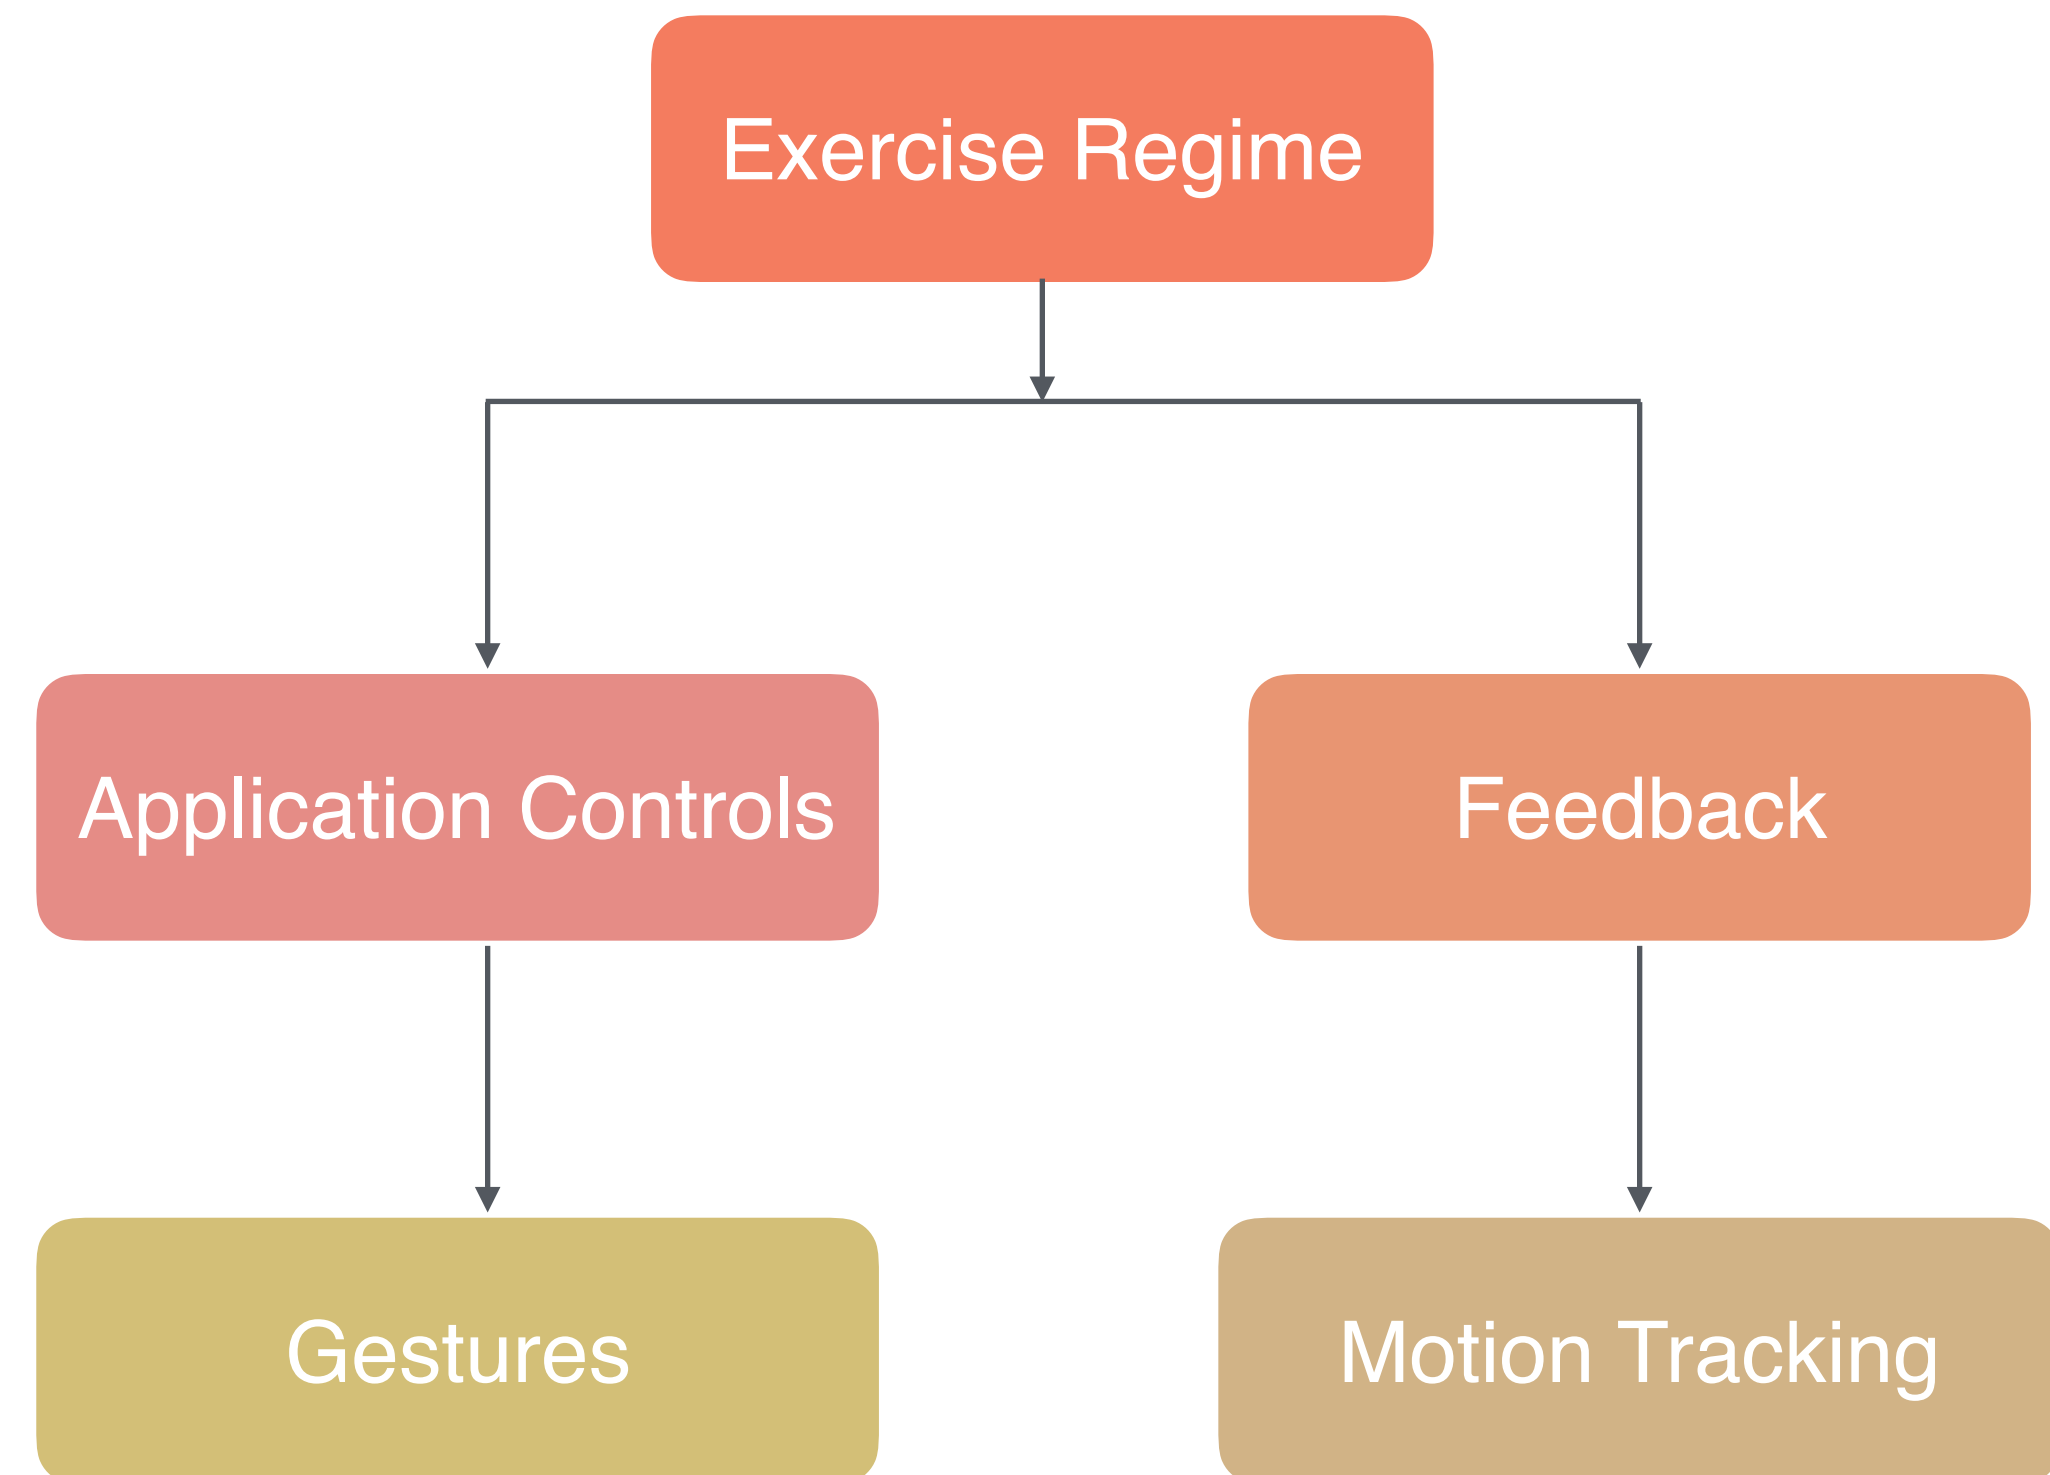 Exercise Regime
Application Controls
Feedback
Gestures
Motion Tracking